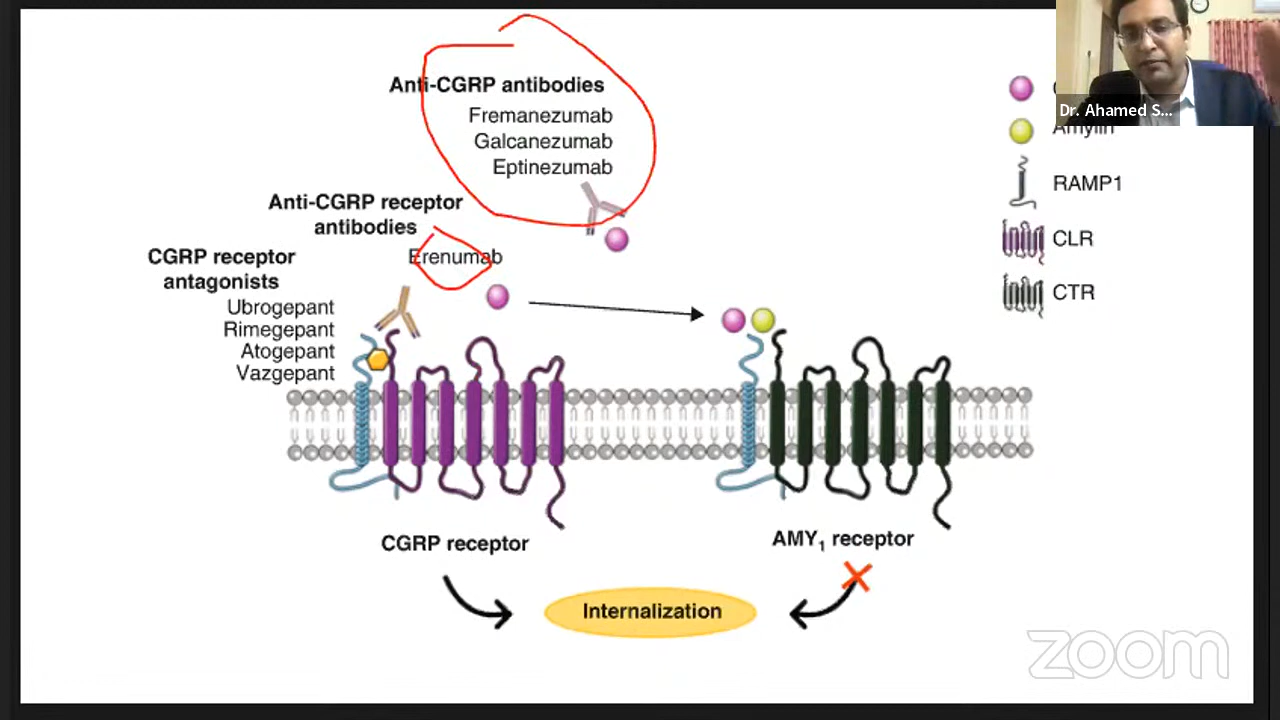 Anti-CGRP antibodies
Fremanezumab
Galcanezumab
Eptinezumab
Anti-CGRP receptor
antibodies
Erenumab
CGRP receptor
antagonists
Ubrogepant
Rimegepant
Atogepant
Vazgepant
Dr. Ahamed S...
Amylin
RAMP1
CLR
CTR
CGRP receptor
AMY1 receptor
Internalization
zoom